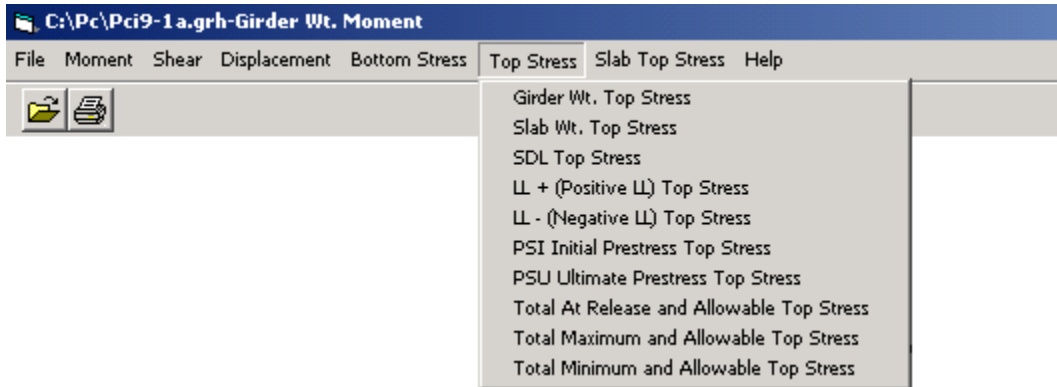 C:\Pc\Pci9-1a.grh-Girder Wt. Moment
File Moment Shear Displacement Bottom Stress Top Stress Slab Top Stress Help
Girder Wt. Top Stress
Slab Wt. Top Stress
SDL Top Stress
LL + (Positive LL) Top Stress
LL - (Negative LL) Top Stress
PSI Initial Prestress Top Stress
PSU Ultimate Prestress Top Stress
Total At Release and Allowable Top Stress
Total Maximum and Allowable Top Stress
Total Minimum and Allowable Top Stress